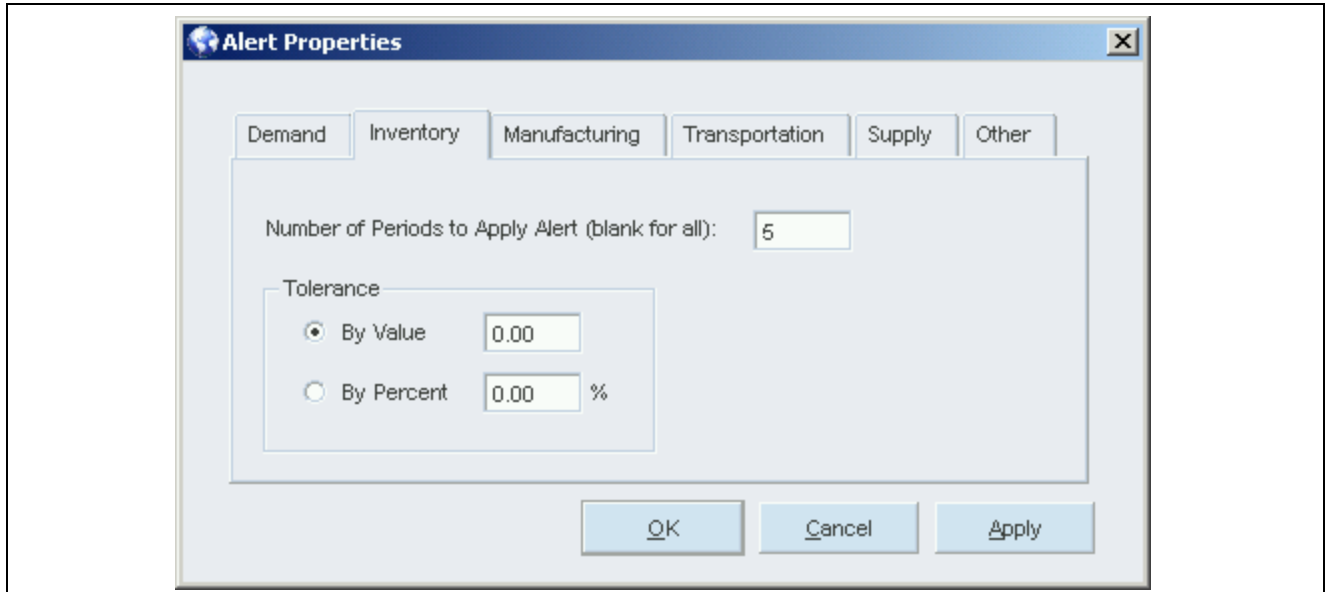 Alert Properties
Demand Inventory Manufacturing Transportation Supply Other
Number of Periods to Apply Alert (blank for all): 5
Tolerance
By Value 0.00
By Percent 0.00 %
OK Cancel Apply